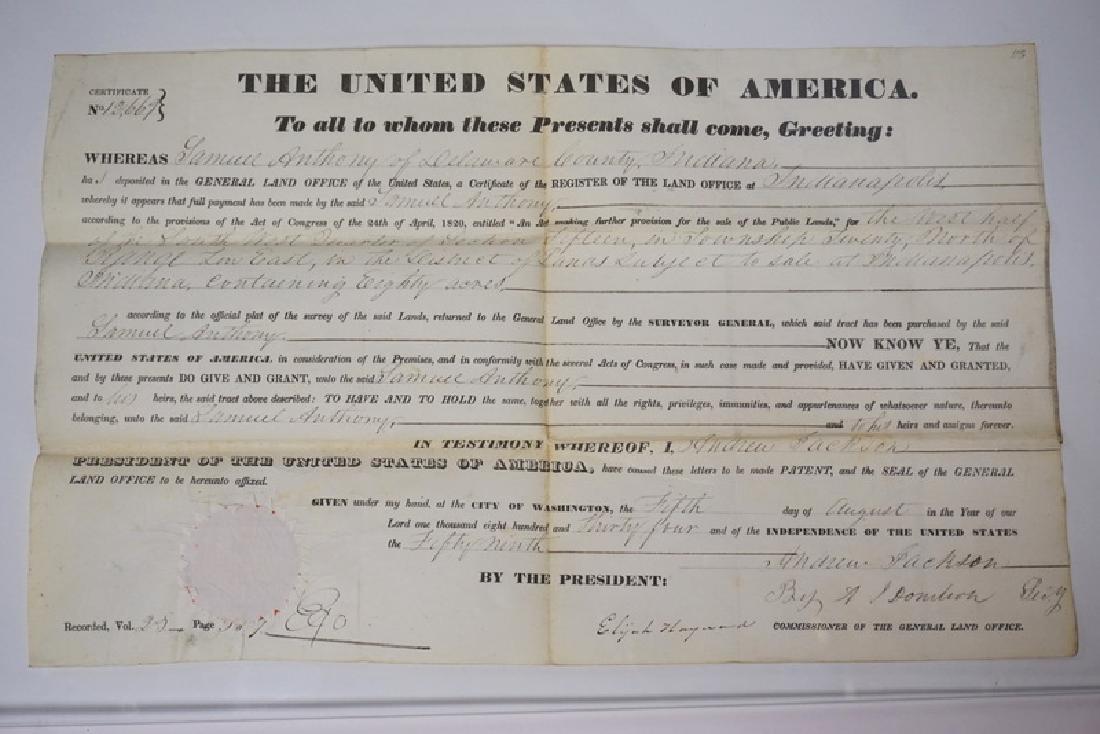 THE UNITED STATES OF AMERICA.
CERTIFICATE
No. 12,667
To all to whom these Presents shall come, Greeting:
WHEREAS Samuel Anthony of Delaware County, Indiana.
ha s deposited in the GENERAL LAND OFFICE of the United States, a Certificate of the REGISTER OF THE LAND OFFICE at Indianapolis
whereby it appears that full payment has been made by the said Samuel Anthony,
according to the provisions of the Act of Congress of the 24th of April, 1820, entitled "An Act making further provision for the sale of the Public Lands," for the West half
of the South West Quarter of Section Fifteen, in Township Twenty, North of
Range Ten East, in the District of Lands Subject to sale at Indianapolis.
Indiana, Containing Eighty acres,
according to the official plat of the survey of the said Lands, returned to the General Land Office by the SURVEYOR GENERAL, which said tract has been purchased by the said
Samuel Anthony.
NOW KNOW YE, That the
UNITED STATES OF AMERICA in consideration of the Premises, and in conformity with the several Acts of Congress, in such case made and provided, HAVE GIVEN AND GRANTED,
and by these presents DO GIVE AND GRANT, unto the said Samuel Anthony,
and to his heirs, the said tract above described: TO HAVE AND TO HOLD the same, together with all the rights, privileges, immunities, and appurtenances of whatsoever nature, thereunto
belonging, unto the said Samuel Anthony, and to his heirs and assigns forever.
IN TESTIMONY WHEREOF, I, Andrew Jackson
PRESIDENT OF THE UNITED STATES OF AMERICA, have caused these letters to be made PATENT, and the SEAL of the GENERAL
LAND OFFICE to be hereunto affixed.
GIVEN under my hand, at the CITY OF WASHINGTON, the Fifth day of August in the Year of our
Lord one thousand eight hundred and Thirty four and of the INDEPENDENCE OF THE UNITED STATES
the Fifty Ninth
Andrew Jackson
BY THE PRESIDENT:
By A J Donelson Sec.y
Recorded, Vol. 23 Page
Elijah Hayward COMMISSIONER OF THE GENERAL LAND OFFICE.